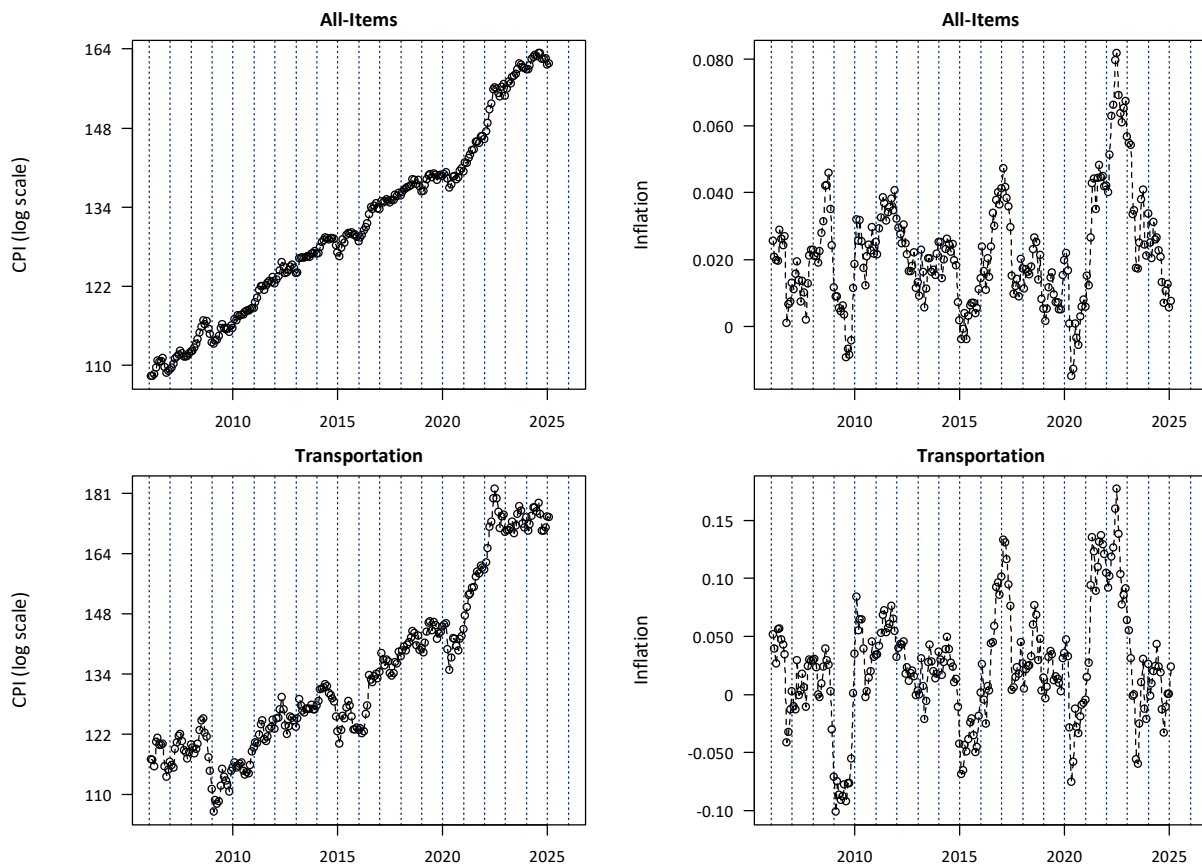 All-Items
CPI (log scale)
164
148
134
122
110
2010 2015 2020 2025
All-Items
Inflation
0.080
0.060
0.040
0.020
0
2010 2015 2020 2025
Transportation
CPI (log scale)
181
164
148
134
122
110
2010 2015 2020 2025
Transportation
Inflation
0.15
0.10
0.050
0
-0.050
-0.10
2010 2015 2020 2025